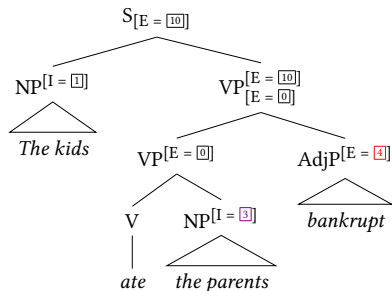 S[E = 10]
NP[I = 1] VP[E = 10][E = 0]
The kids
VP[E = 0] AdjP[E = 4]
V NP[I = 3] bankrupt
ate the parents